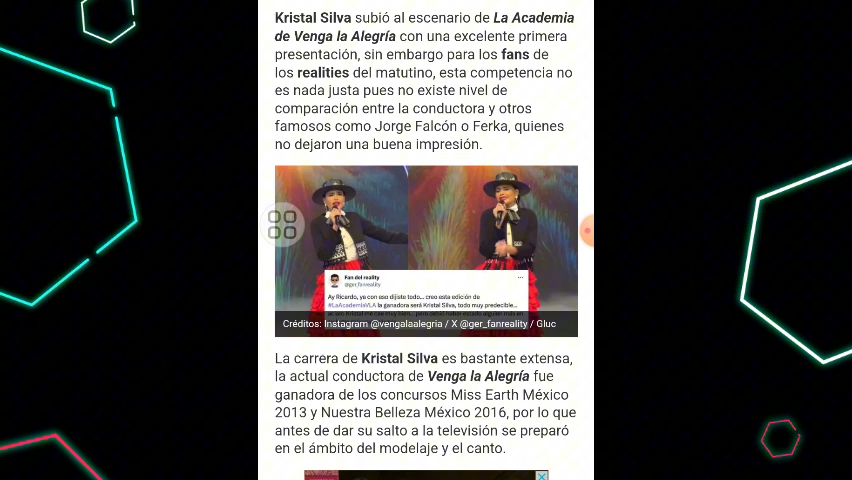 Kristal Silva subió al escenario de La Academia
de Venga la Alegría con una excelente primera
presentación, sin embargo para los fans de
los realities del matutino, esta competencia no
es nada justa pues no existe nivel de
comparación entre la conductora y otros
famosos como Jorge Falcón o Ferka, quienes
no dejaron una buena impresión.
Fan del reality
@ger_fanreality
Ay Ricardo, ya con eso dijiste todo... creo esta edición de
#LaAcademiaVLA la ganadora será Kristal Silva, todo muy predecible...
Créditos: Instagram @vengalaalegria / X @ger_fanreality / Gluc
La carrera de Kristal Silva es bastante extensa,
la actual conductora de Venga la Alegría fue
ganadora de los concursos Miss Earth México
2013 y Nuestra Belleza México 2016, por lo que
antes de dar su salto a la televisión se preparó
en el ámbito del modelaje y el canto.